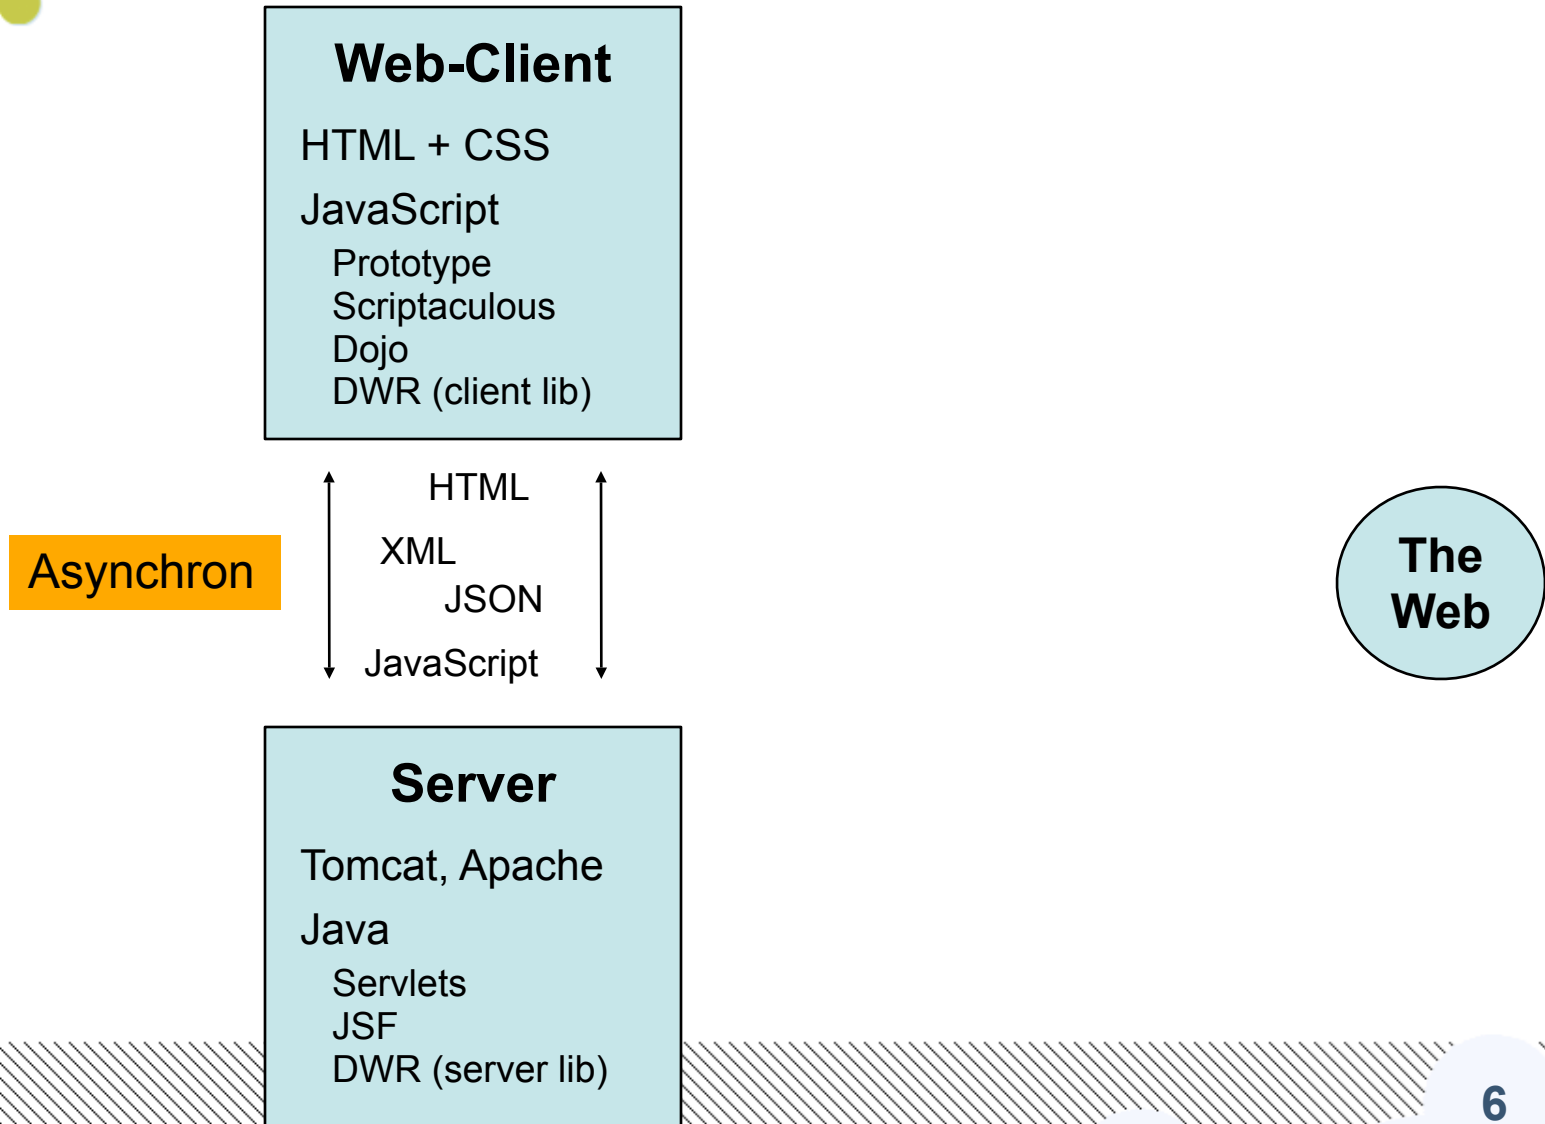 Web-Client
HTML + CSS
JavaScript
Prototype
Scriptaculous
Dojo
DWR (client lib)
HTML
XML
JSON
JavaScript
Asynchron
The
Web
Server
Tomcat, Apache
Java
Servlets
JSF
DWR (server lib)
6